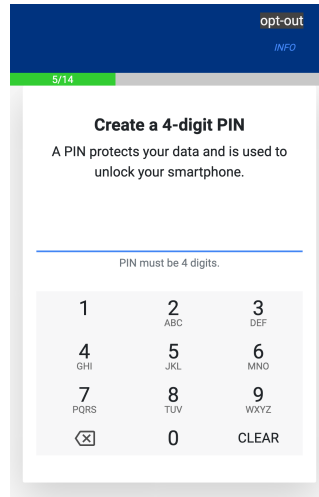 opt-out
INFO
5/14
Create a 4-digit PIN
A PIN protects your data and is used to
unlock your smartphone.
PIN must be 4 digits.
1 2 3
ABC DEF
4 5 6
GHI JKL MNO
7 8 9
PQRS TUV WXYZ
0 CLEAR